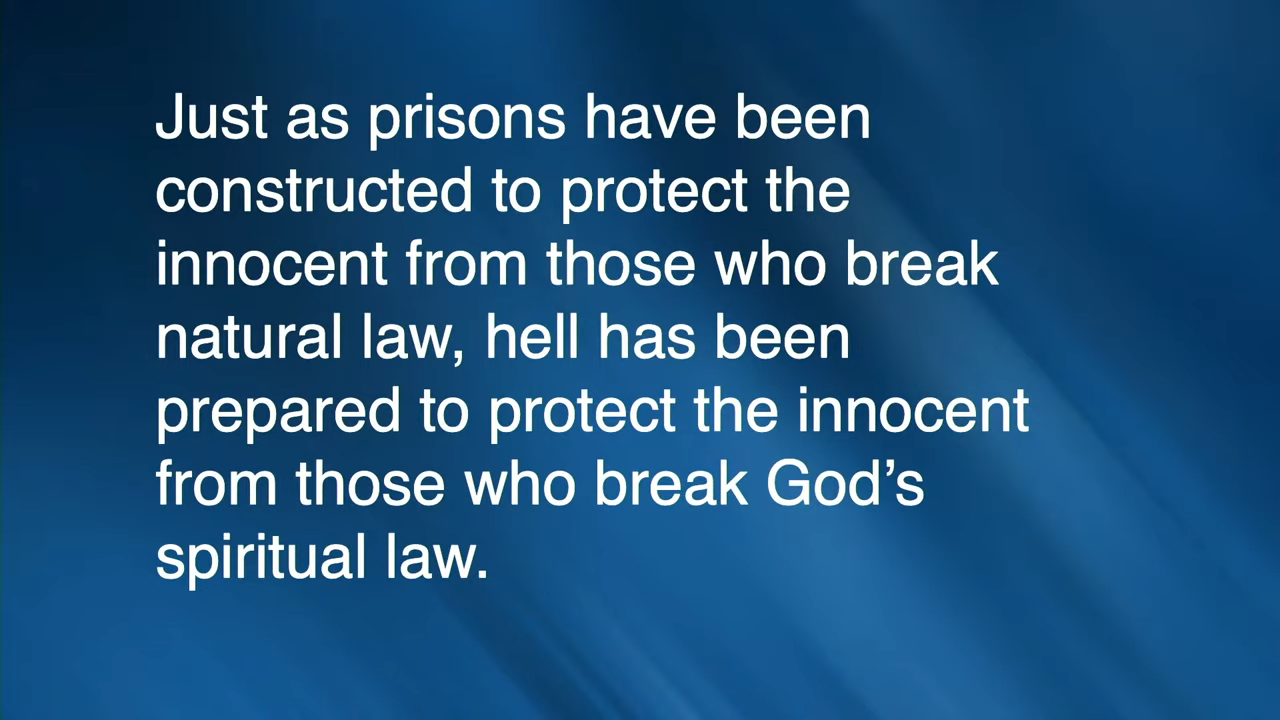 Just as prisons have been
constructed to protect the
innocent from those who break
natural law, hell has been
prepared to protect the innocent
from those who break God’s
spiritual law.